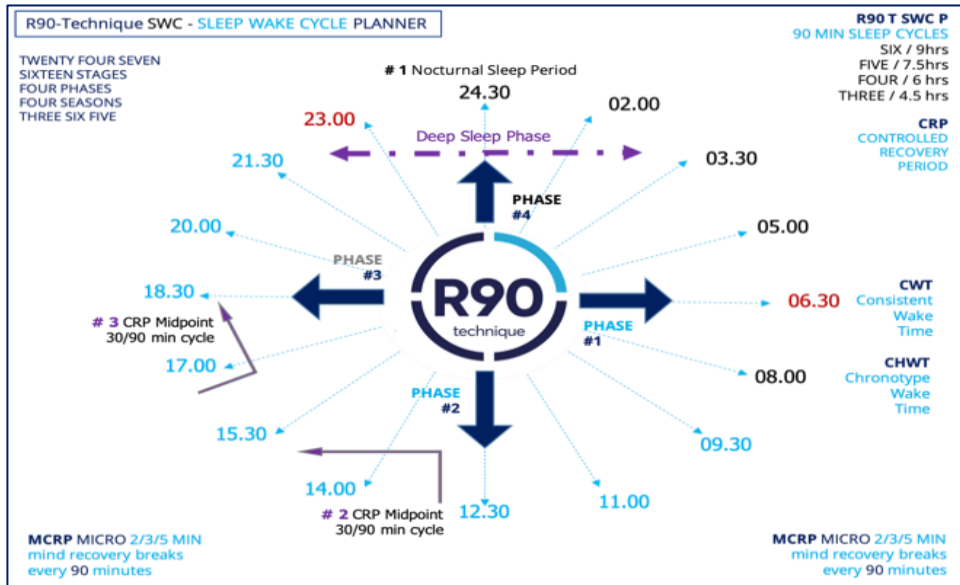 R90-Technique SWC - SLEEP WAKE CYCLE PLANNER
R90 T SWC P
90 MIN SLEEP CYCLES
SIX / 9hrs
FIVE / 7.5hrs
FOUR / 6 hrs
THREE / 4.5 hrs
TWENTY FOUR SEVEN
SIXTEEN STAGES
FOUR PHASES
FOUR SEASONS
THREE SIX FIVE
# 1 Nocturnal Sleep Period
24.30
02.00
23.00
Deep Sleep Phase
CRP
CONTROLLED
RECOVERY
PERIOD
21.30
03.30
PHASE
#4
20.00
05.00
PHASE
#3
18.30
R90
technique
06.30
CWT
Consistent
Wake
Time
# 3 CRP Midpoint
30/90 min cycle
PHASE
#1
17.00
08.00
CHWT
Chronotype
Wake
Time
PHASE
#2
15.30
09.30
14.00
12.30
11.00
# 2 CRP Midpoint
30/90 min cycle
MCRP MICRO 2/3/5 MIN
mind recovery breaks
every 90 minutes
MCRP MICRO 2/3/5 MIN
mind recovery breaks
every 90 minutes